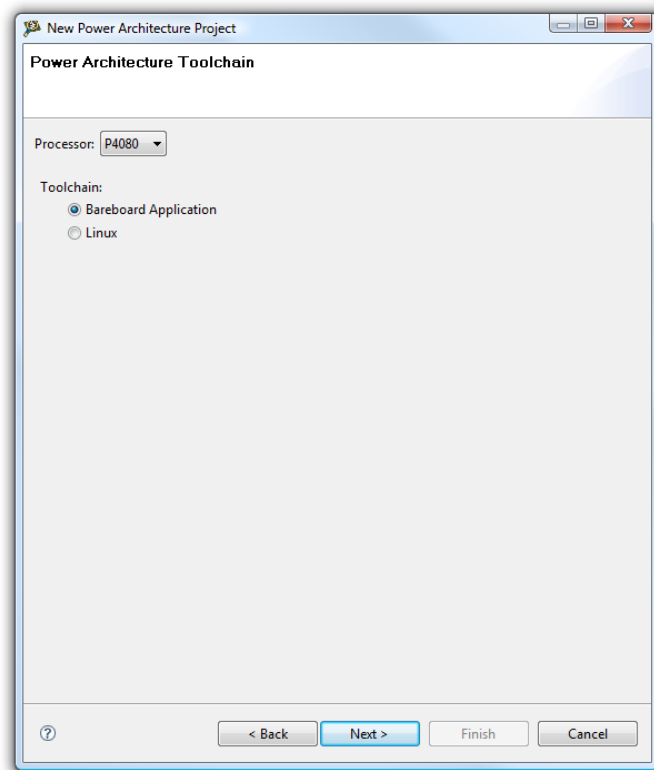 New Power Architecture Project
Power Architecture Toolchain
Processor: P4080
Toolchain:
Bareboard Application
Linux
< Back Next > Finish Cancel